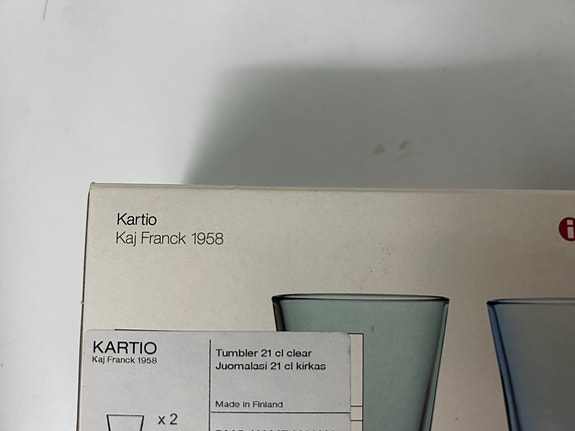 Kartio
Kaj Franck 1958
i
KARTIO
Kaj Franck 1958
x 2
Tumbler 21 cl clear
Juomalasi 21 cl kirkas
Made in Finland